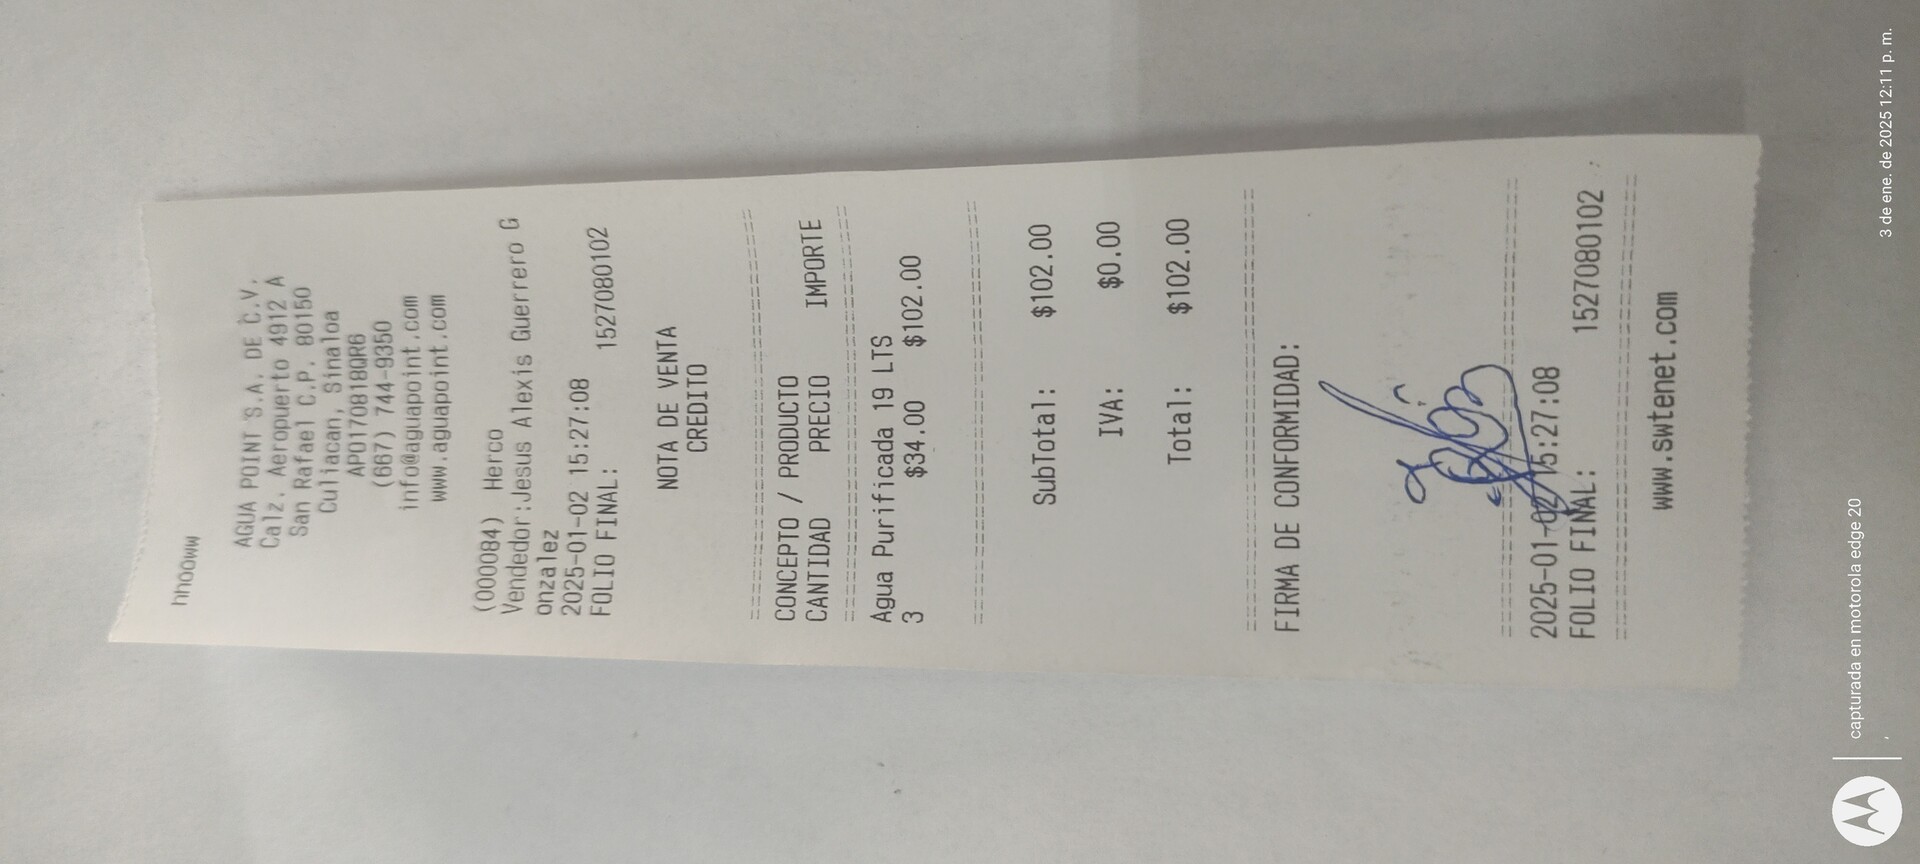 hhooww
AGUA POINT S.A. DE C.V.
Calz. Aeropuerto 4912 A
San Rafael C.P. 80150
Culiacan, Sinaloa
APO170818QR6
(667) 744-9350
info@aguapoint.com
www.aguapoint.com
(000084) Herco
Vendedor:Jesus Alexis Guerrero G
onzalez
2025-01-02 15:27:08
FOLIO FINAL: 1527080102
NOTA DE VENTA
CREDITO
CONCEPTO / PRODUCTO
CANTIDAD PRECIO IMPORTE
Agua Purificada 19 LTS
3 $34.00 $102.00
SubTotal: $102.00
IVA: $0.00
Total: $102.00
FIRMA DE CONFORMIDAD:
2025-01-02 15:27:08
FOLIO FINAL: 1527080102
www.swtenet.com
capturada en motorola edge 20
3 de ene. de 2025 12:11 p. m.